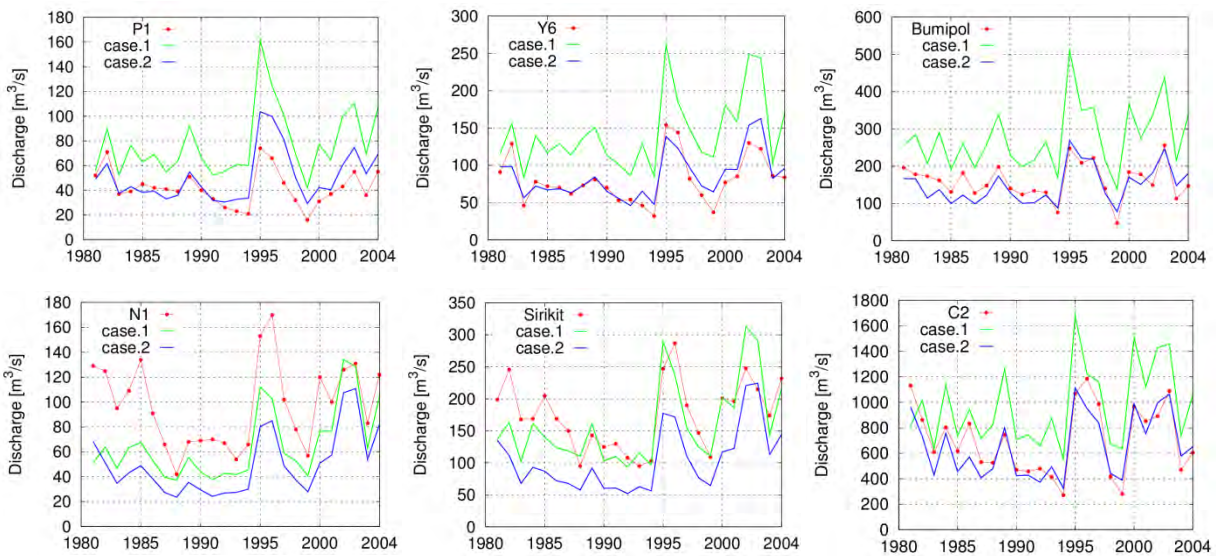 180
160
140
120
100
80
60
40
20
0
Discharge [m³/s]
P1
case.1
case.2
1980 1985 1990 1995 2000 2004
300
250
200
150
100
50
0
Discharge [m³/s]
Y6
case.1
case.2
1980 1985 1990 1995 2000 2004
600
500
400
300
200
100
0
Discharge [m³/s]
Bumipol
case.1
case.2
1980 1985 1990 1995 2000 2004
180
160
140
120
100
80
60
40
20
0
Discharge [m³/s]
N1
case.1
case.2
1980 1985 1990 1995 2000 2004
350
300
250
200
150
100
50
0
Discharge [m³/s]
Sirikit
case.1
case.2
1980 1985 1990 1995 2000 2004
1800
1600
1400
1200
1000
800
600
400
200
0
Discharge [m³/s]
C2
case.1
case.2
1980 1985 1990 1995 2000 2004